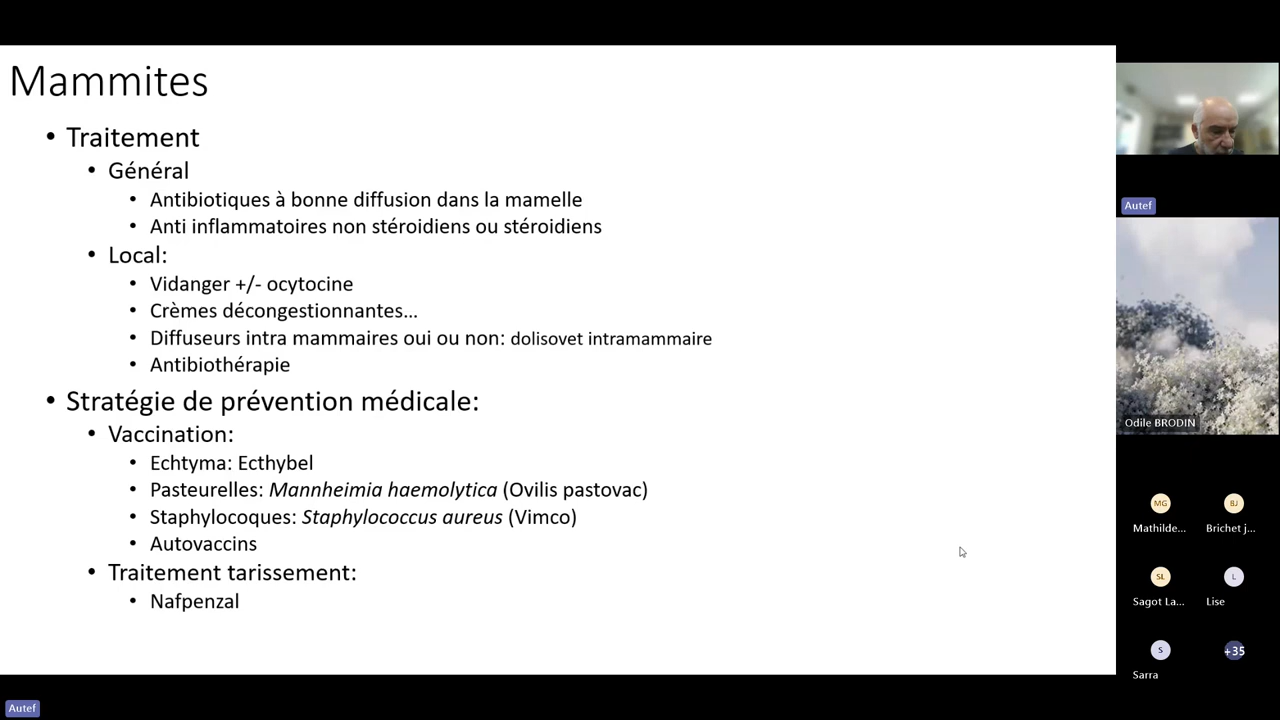 Mammites
• Traitement
• Général
• Antibiotiques à bonne diffusion dans la mamelle
• Anti inflammatoires non stéroidiens ou stéroidiens
• Local:
• Vidanger +/- ocytocine
• Crèmes décongestionnantes...
• Diffuseurs intra mammaires oui ou non: dolisovet intramammaire
• Antibiothérapie
• Stratégie de prévention médicale:
• Vaccination:
• Echtyma: Ecthybel
• Pasteurelles: Mannheimia haemolytica (Ovilis pastovac)
• Staphylocoques: Staphylococcus aureus (Vimco)
• Autovaccins
• Traitement tarissement:
• Nafpenzal
Autef
Odile BRODIN
MG
BJ
Mathilde...
Brichet j...
SL
L
Sagot La...
Lise
S
+35
Sarra
Autef